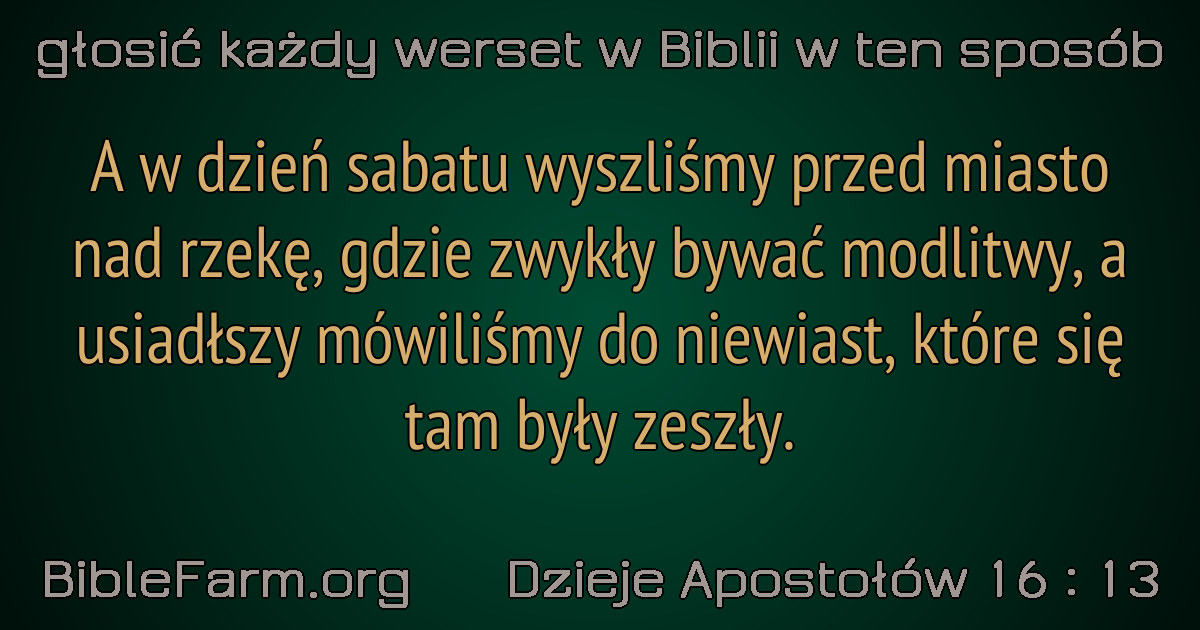 głosić każdy werset w Biblii w ten sposób
A w dzień sabatu wyszliśmy przed miasto
nad rzekę, gdzie zwykły bywać modlitwy, a
usiadłszy mówiliśmy do niewiast, które się
tam były zeszły.
BibleFarm.org Dzieje Apostołów 16 : 13